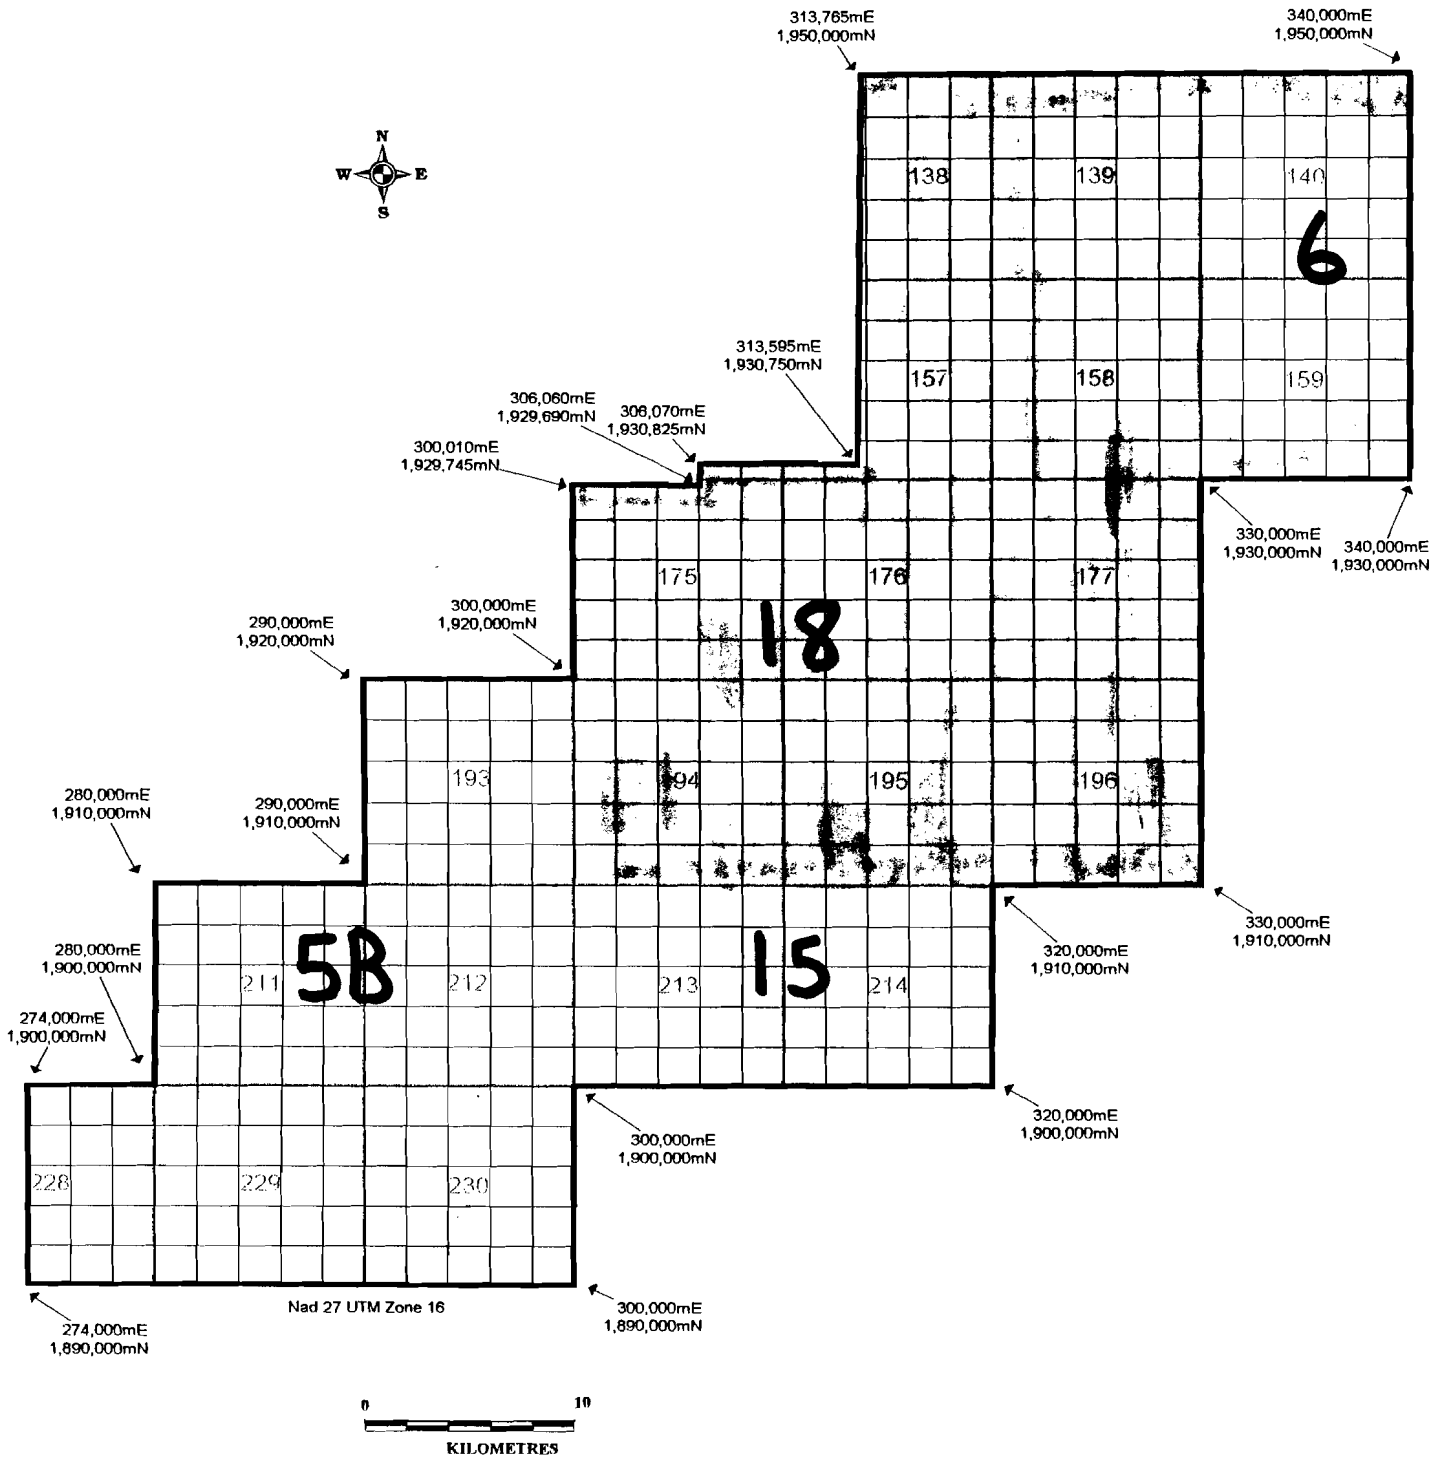 313,765mE
1,950,000mN
340,000mE
1,950,000mN
N
W E
S
138 139 140
6
313,595mE
1,930,750mN
157 158 159
306,060mE
1,929,690mN
306,070mE
1,930,825mN
300,010mE
1,929,745mN
330,000mE
1,930,000mN
340,000mE
1,930,000mN
175 176 177
18
300,000mE
1,920,000mN
290,000mE
1,920,000mN
193 194 195 196
280,000mE
1,910,000mN
290,000mE
1,910,000mN
330,000mE
1,910,000mN
320,000mE
1,910,000mN
280,000mE
1,900,000mN
5B 15
211 212 213 214
274,000mE
1,900,000mN
320,000mE
1,900,000mN
300,000mE
1,900,000mN
228 229 230
Nad 27 UTM Zone 16
300,000mE
1,890,000mN
274,000mE
1,890,000mN
0 10
KILOMETRES